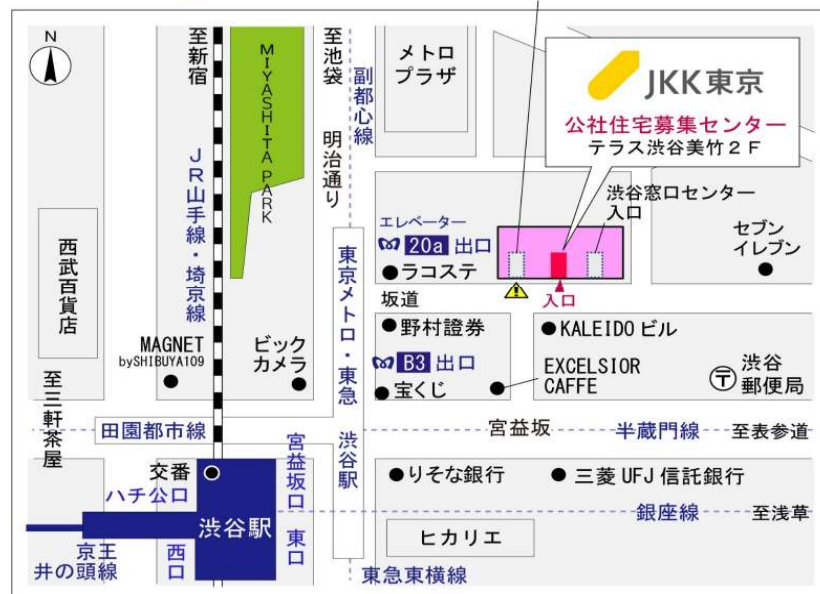 N
至新宿
MIYASHITA PARK
至池袋
副都心線
明治通り
メトロ
プラザ
JKK東京
公社住宅募集センター
テラス渋谷美竹2F
JR山手線・埼京線
エレベーター
20a 出口
ラコステ
渋谷窓口センター
入口
セブン
イレブン
西武百貨店
東京メトロ・東急 渋谷駅
坂道
!
入口
MAGNET
bySHIBUYA109
ビック
カメラ
野村證券
KALEIDO ビル
B3 出口
宝くじ
EXCELSIOR
CAFFE
〒
渋谷
郵便局
至三軒茶屋
田園都市線
宮益坂
半蔵門線
至表参道
交番
ハチ公口
宮益坂口
りそな銀行
三菱 UFJ 信託銀行
渋谷駅
銀座線
至浅草
京王
井の頭線
西口
東口
ヒカリエ
東急東横線